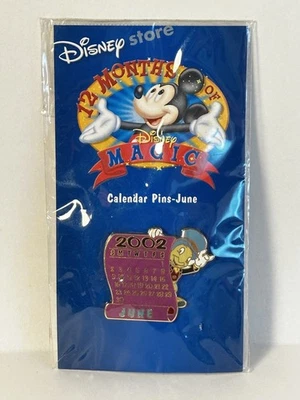 Disney store
12 MONTHS OF
Disney
MAGIC
Calendar Pins-June
2002
JUNE